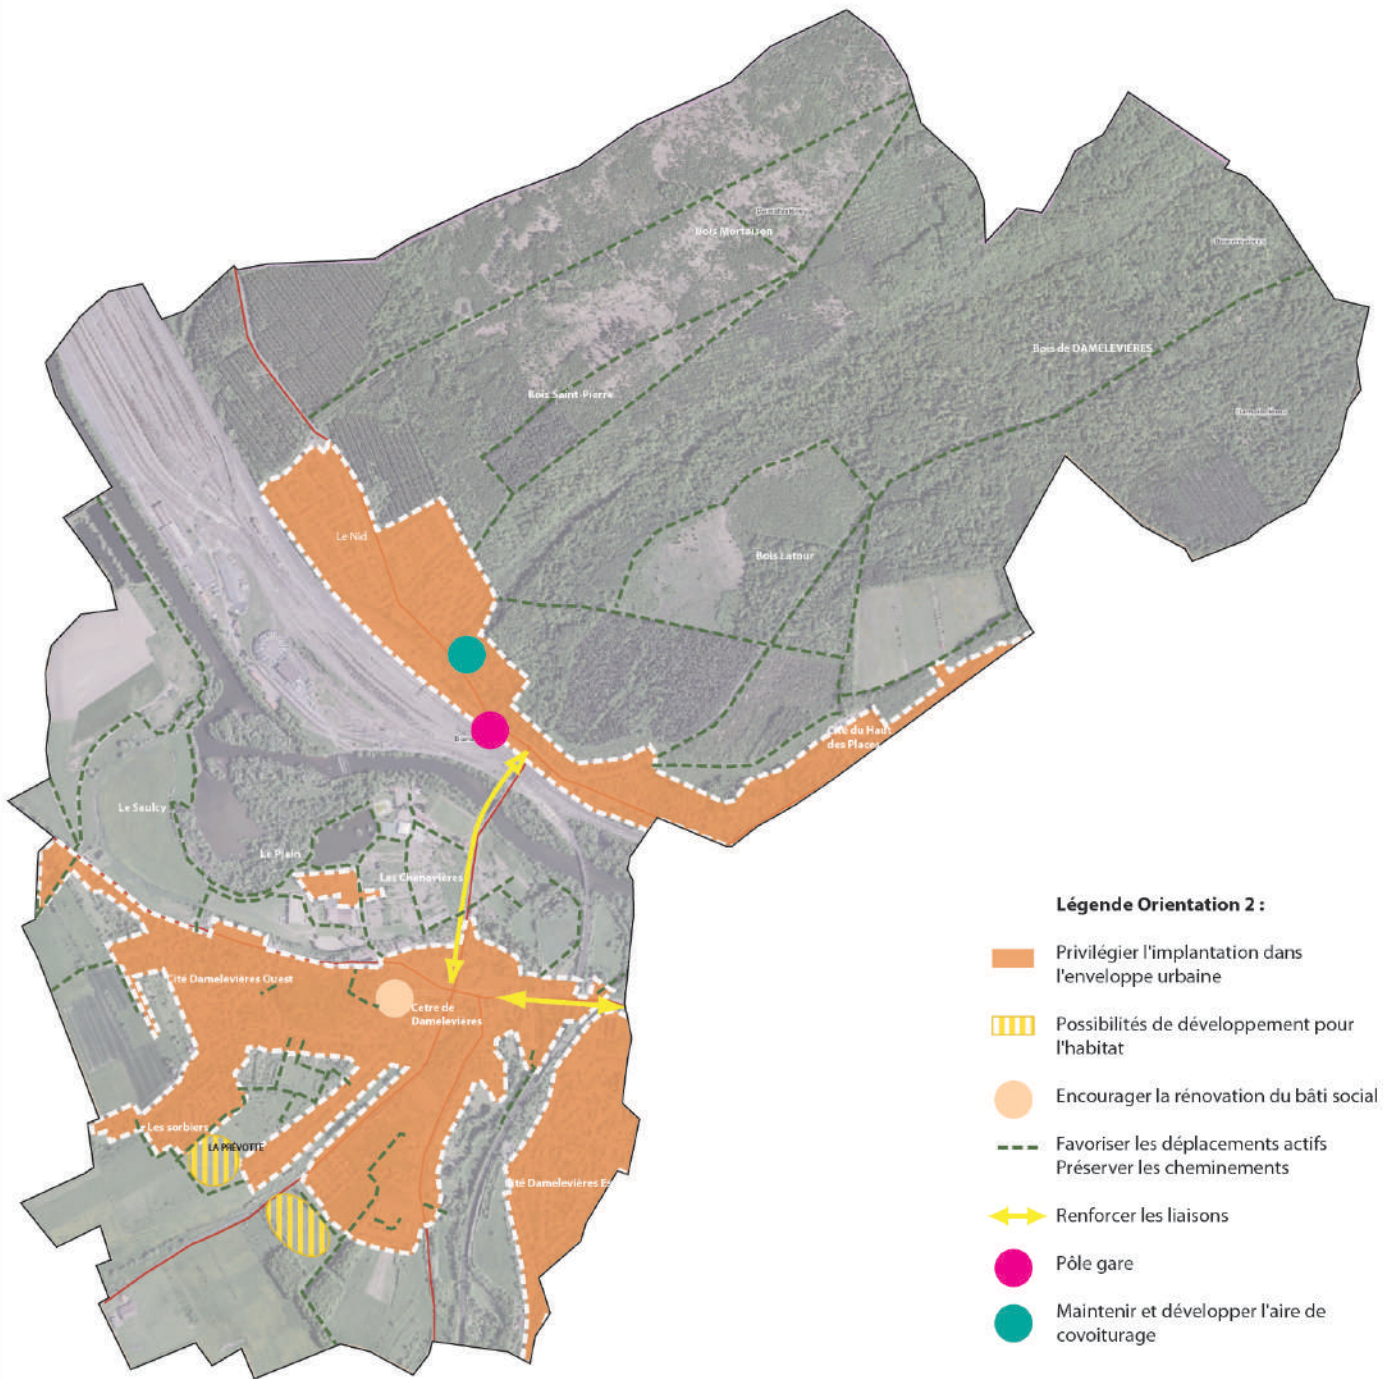 Bois Mortaison
Bois de DAMELEVIERES
Bois Saint-Pierre
Le Nid
Bois Latour
Cité du Haut
des Places
Le Saulcy
Le Plain
Les Chenevières
Cité Damelevières Ouest
Cetre de
Damelevières
Les sorbiers
LA PRÉVOTTE
Cité Damelevières Es
Légende Orientation 2 :
Privilégier l'implantation dans
l'enveloppe urbaine
Possibilités de développement pour
l'habitat
Encourager la rénovation du bâti social
Favoriser les déplacements actifs
Préserver les cheminements
Renforcer les liaisons
Pôle gare
Maintenir et développer l'aire de
covoiturage